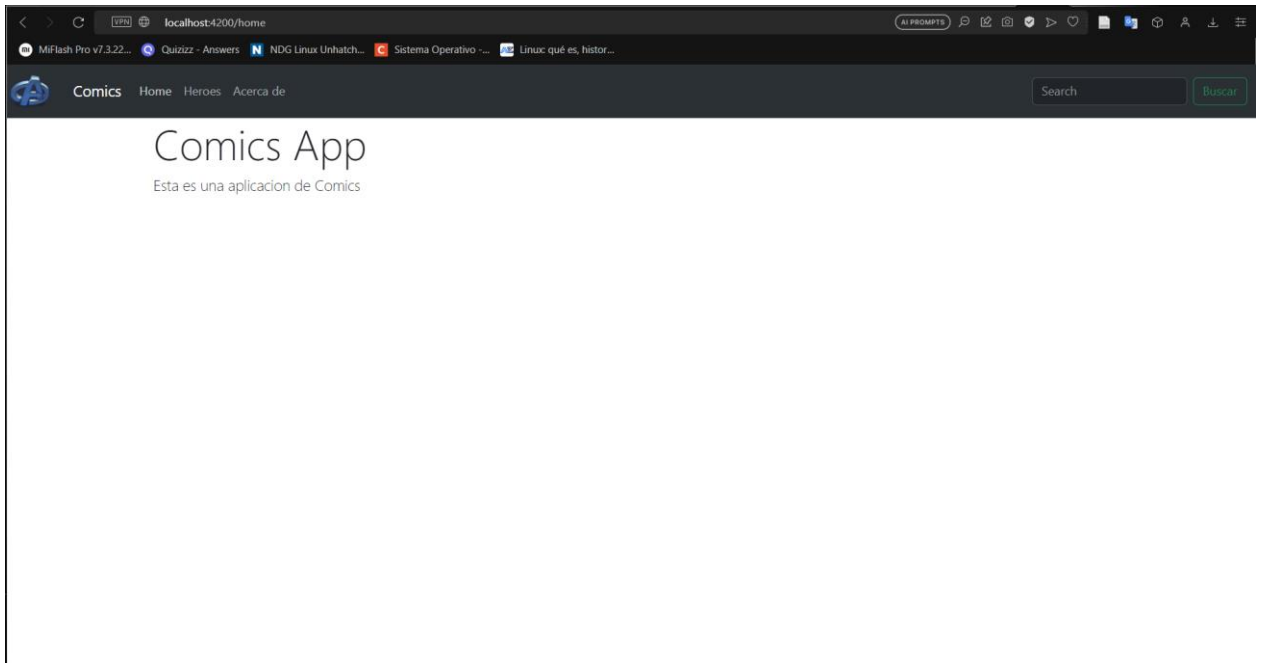 VPN localhost:4200/home AI PROMPTS
MiFlash Pro v7.3.22... Quizizz - Answers N NDG Linux Unhatch... C Sistema Operativo -... Linux: qué es, histor...
Comics Home Heroes Acerca de Search Buscar
Comics App
Esta es una aplicacion de Comics